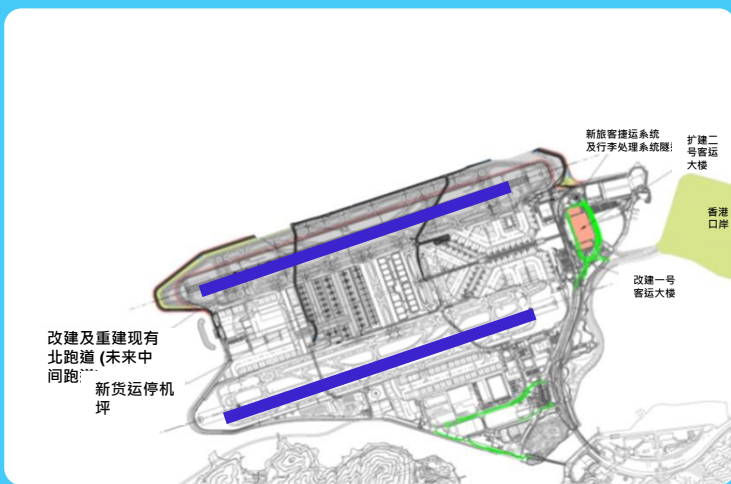 新旅客捷运系统
及行李处理系统隧
扩建二
号客运
大楼
香港
口岸
改建一号
客运大楼
改建及重建现有
北跑道 (未来中
间跑
新货运停机
坪